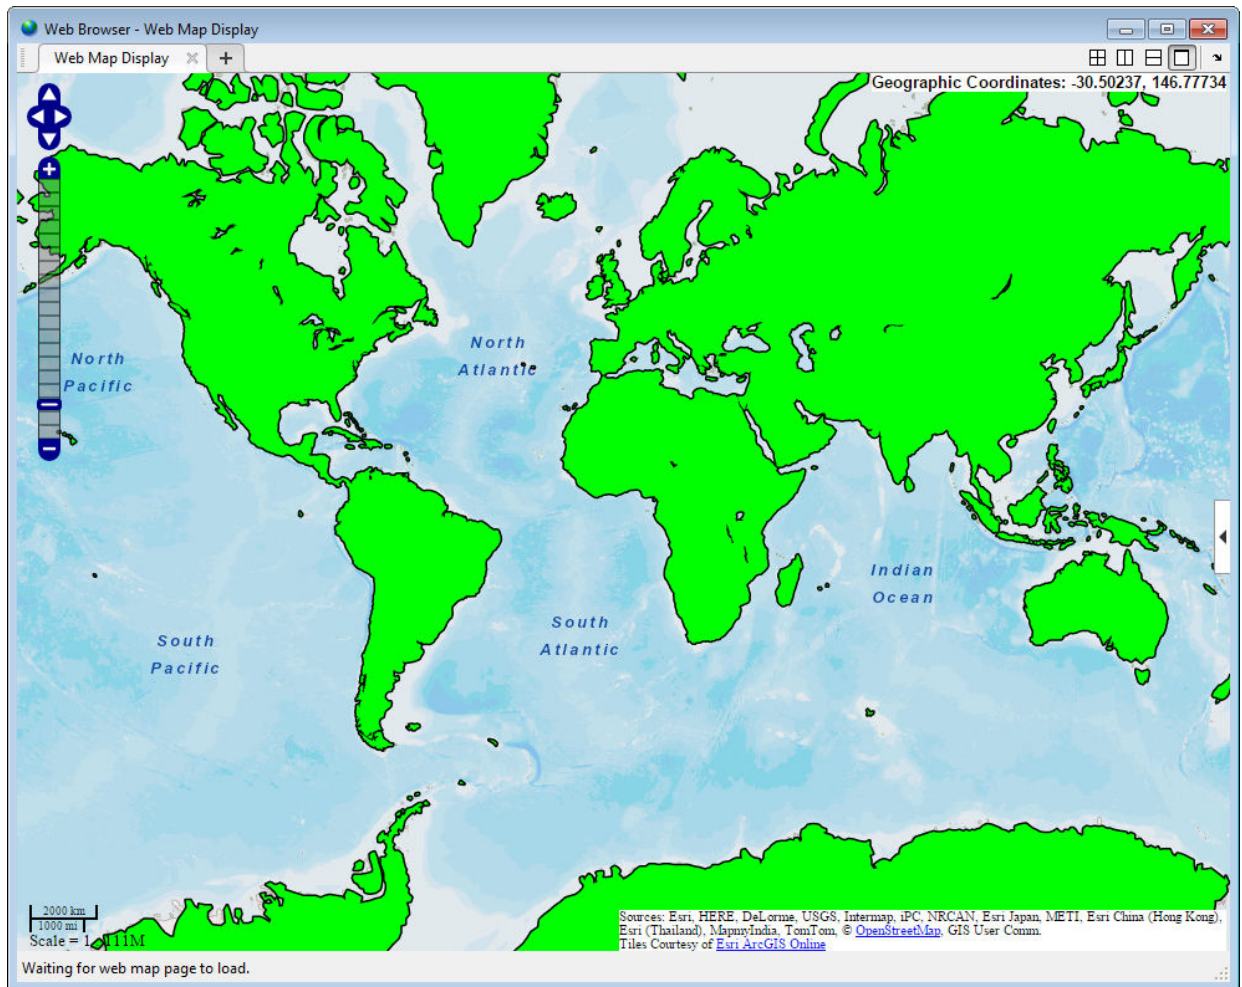 Web Browser - Web Map Display
Web Map Display
Geographic Coordinates: -30.50237, 146.77734
North
Pacific
North
Atlantic
Indian
Ocean
South
Atlantic
South
Pacific
2000 km
1000 mi
Scale = 1 : 111M
Sources: Esri, HERE, DeLorme, USGS, Intermap, iPC, NRCAN, Esri Japan, METI, Esri China (Hong Kong),
Esri (Thailand), MapmyIndia, TomTom, © OpenStreetMap, GIS User Comm.
Tiles Courtesy of Esri ArcGIS Online
Waiting for web map page to load.